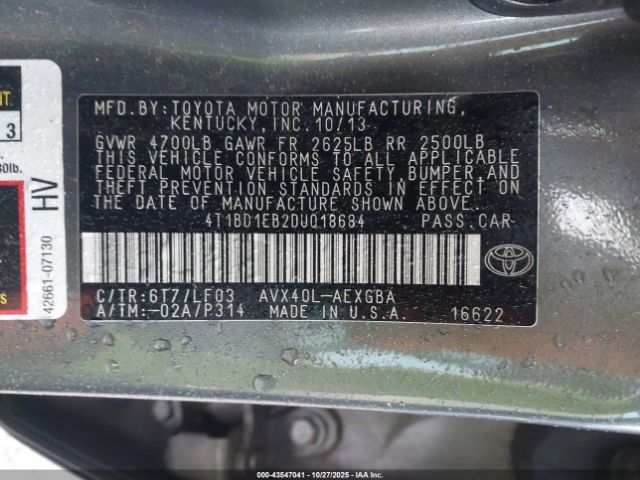 MFD.BY:TOYOTA MOTOR MANUFACTURING,
KENTUCKY,INC.10/13
GVWR 4700LB GAWR FR 2625LB RR 2500LB
THIS VEHICLE CONFORMS TO ALL APPLICABLE
FEDERAL MOTOR VEHICLE SAFETY,BUMPER,AND
THEFT PREVENTION STANDARDS IN EFFECT ON
THE DATE OF MANUFACTURE SHOWN ABOVE.
4T1BD1EB2DU018684 PASS.CAR
C/TR:6T7/LF03 AVX40L-AEXGBA
A/TM:-02A/P314 MADE IN U.S.A. 16622
3
0lb.
HV
42661-07130
COPART - 43547041 - 10/27/2025 - IAA Inc.